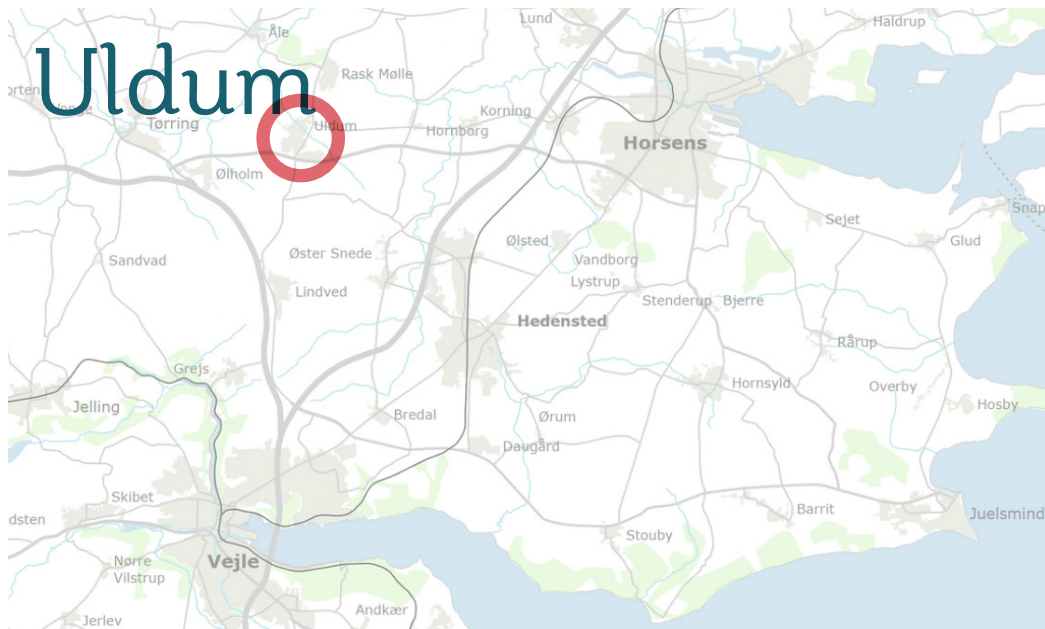 Uldum
Lund
Haldrup
Åle
Rask Mølle
Korning
Tørring
Uldum
Hornborg
Horsens
Ølholm
Snap
Sejet
Glud
Øster Snede
Ølsted
Vandborg
Sandvad
Lystrup
Lindved
Stenderup
Bjerre
Hedensted
Rårup
Grejs
Hornsyld
Overby
Jelling
Bredal
Hosby
Ørum
Daugård
Skibet
Barrit
Juelsmind
dsten
Stouby
Vejle
Nørre
Vilstrup
Andkær
Jerlev